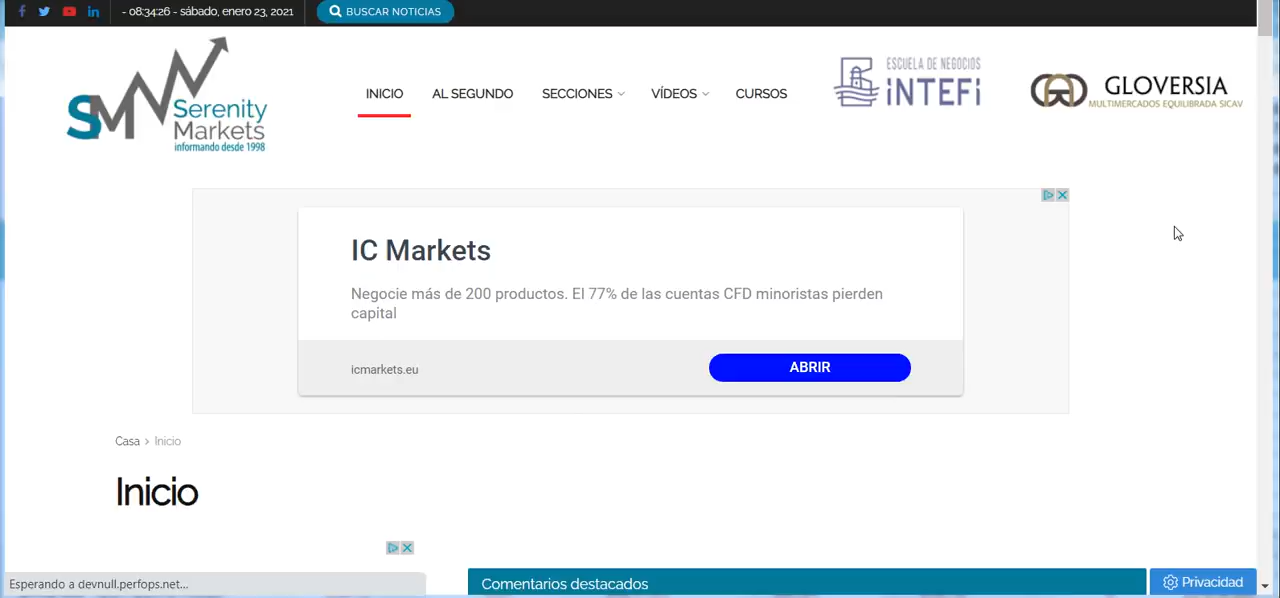 - 08:34:26 - sábado, enero 23, 2021
BUSCAR NOTICIAS
SM Serenity
Markets
informando desde 1998
INICIO
AL SEGUNDO
SECCIONES
VÍDEOS
CURSOS
ESCUELA DE NEGOCIOS
iNTEFi
GLOVERSIA
MULTIMERCADOS EQUILIBRADA SICAV
IC Markets
Negocie más de 200 productos. El 77% de las cuentas CFD minoristas pierden
capital
icmarkets.eu
ABRIR
Casa > Inicio
Inicio
Esperando a devnull.perfops.net...
Comentarios destacados
Privacidad